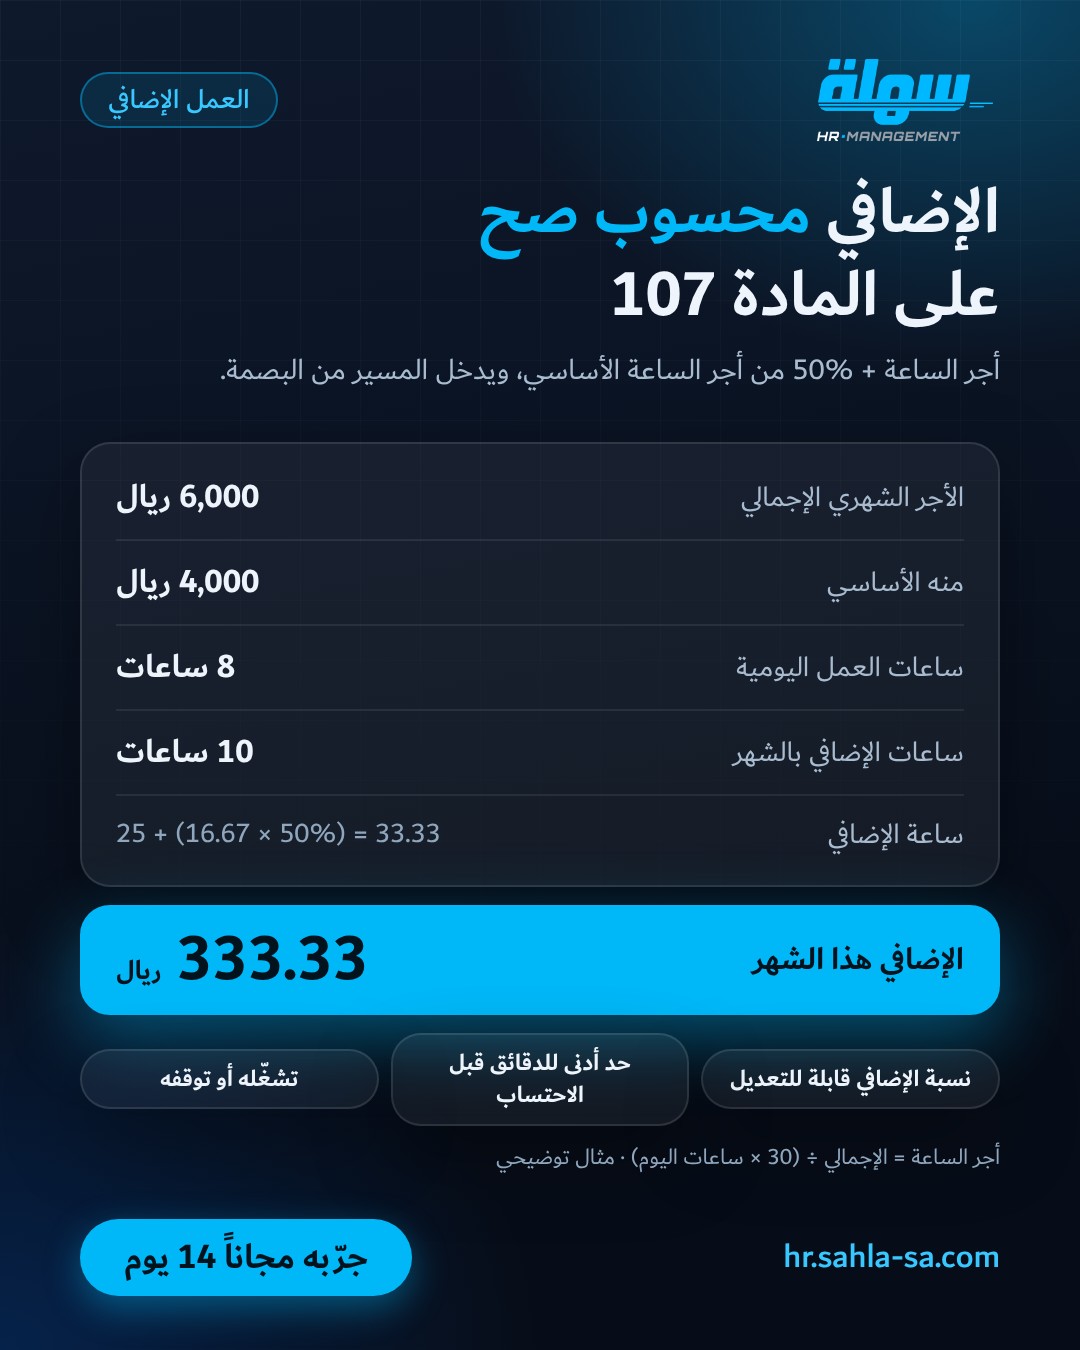 سهلة
HR·MANAGEMENT
العمل الإضافي
الإضافي محسوب صح
على المادة 107
أجر الساعة + 50% من أجر الساعة الأساسي، ويدخل المسير من البصمة.
الأجر الشهري الإجمالي 6,000 ريال
منه الأساسي 4,000 ريال
ساعات العمل اليومية 8 ساعات
ساعات الإضافي بالشهر 10 ساعات
ساعة الإضافي 25 + (16.67 × 50%) = 33.33
الإضافي هذا الشهر 333.33 ريال
نسبة الإضافي قابلة للتعديل
حد أدنى للدقائق قبل
الاحتساب
تشغّله أو توقفه
أجر الساعة = الإجمالي ÷ (30 × ساعات اليوم) · مثال توضيحي
hr.sahla-sa.com
جرّبه مجاناً 14 يوم